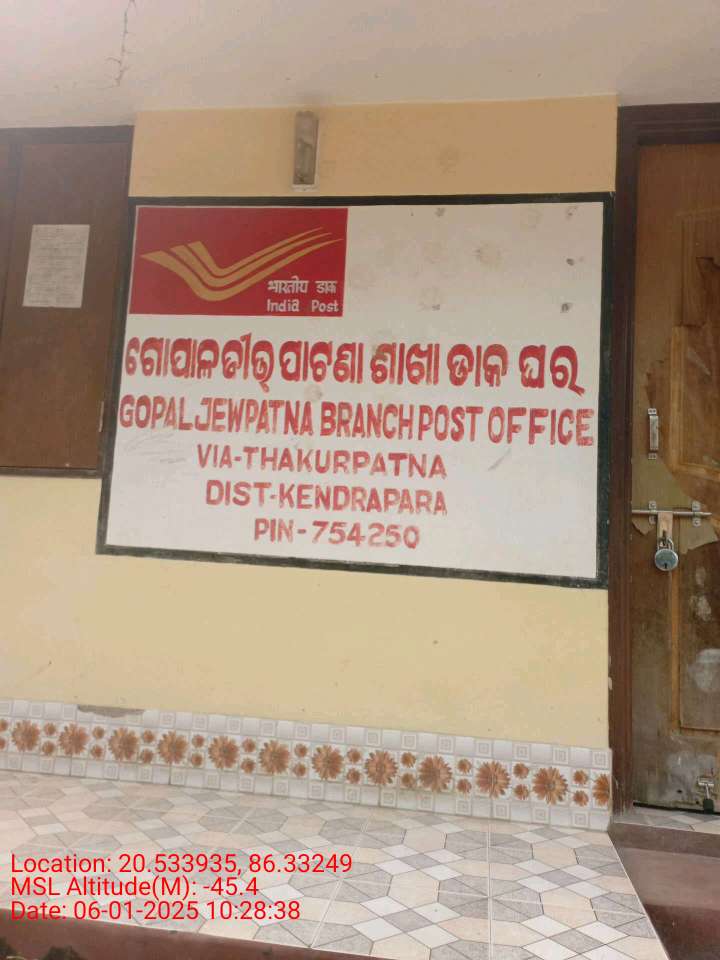 भारतीय डाक
India Post
ଗୋପାଳଜୀଉ ପାଟଣା ଶାଖା ଡାକ ଘର
GOPALJEWPATNA BRANCH POST OFFICE
VIA-THAKURPATNA
DIST-KENDRAPARA
PIN-754250
Location: 20.533935, 86.33249
MSL Altitude(M): -45.4
Date: 06-01-2025 10:28:38